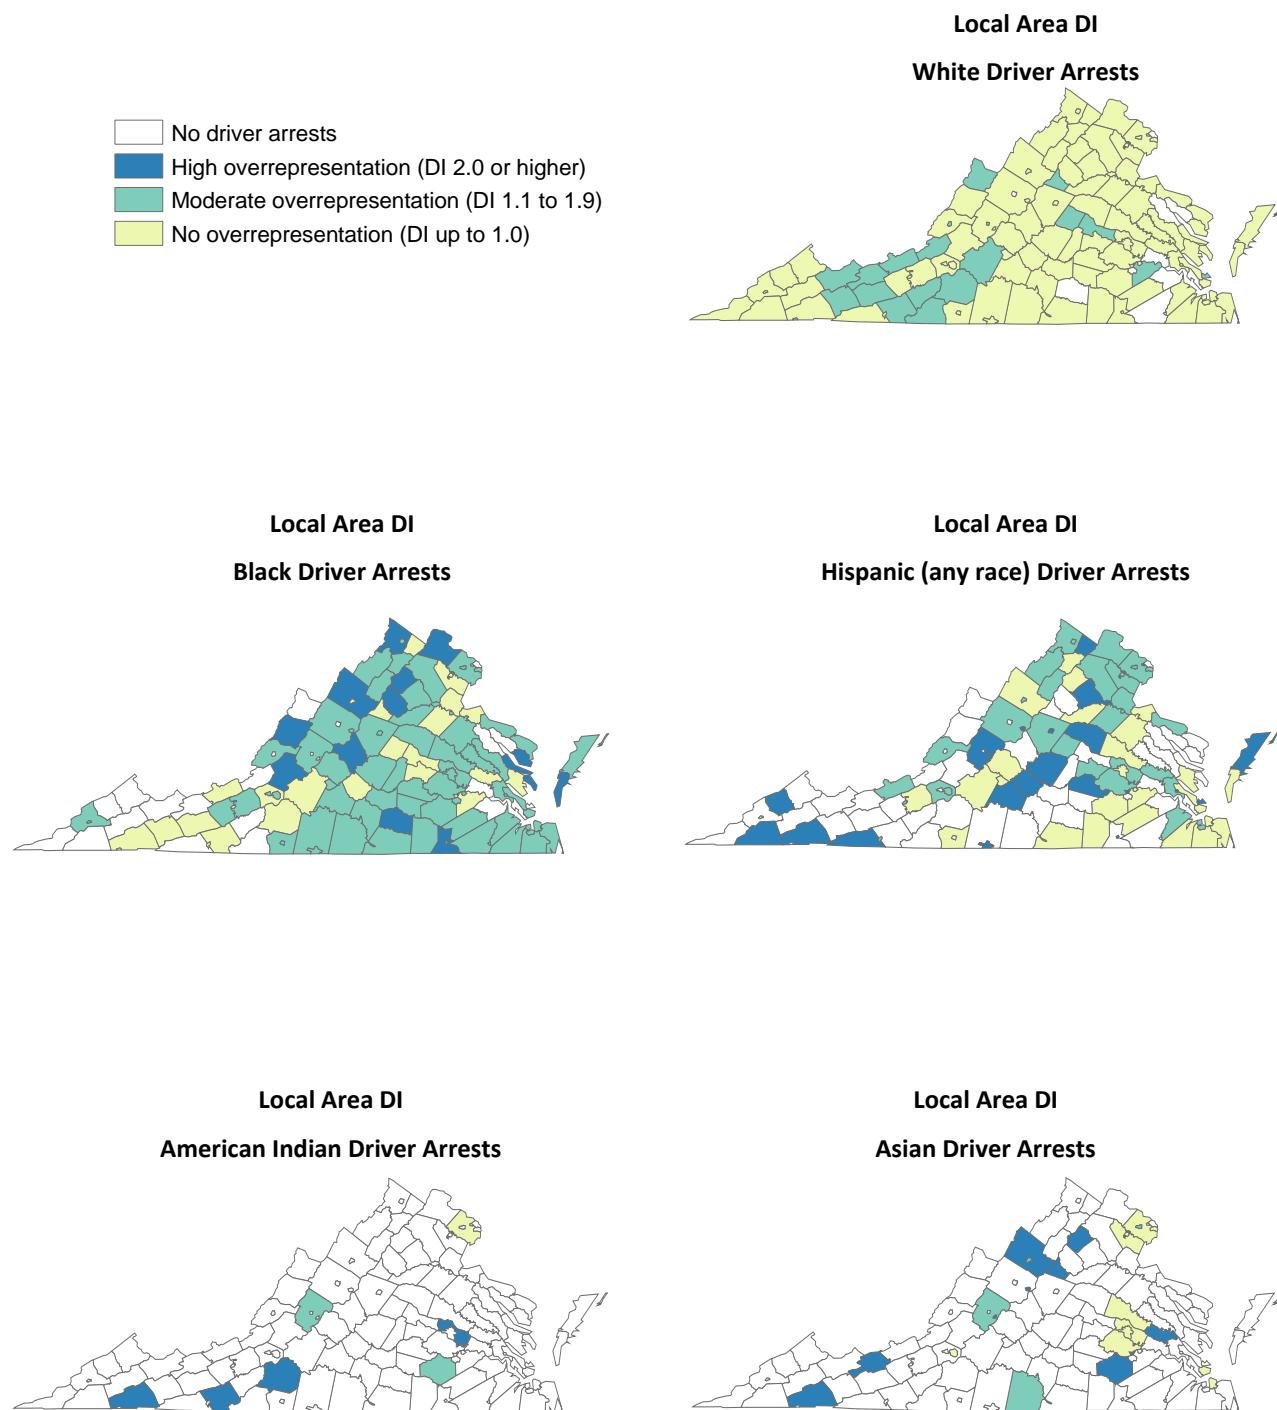 Local Area DI
White Driver Arrests
No driver arrests
High overrepresentation (DI 2.0 or higher)
Moderate overrepresentation (DI 1.1 to 1.9)
No overrepresentation (DI up to 1.0)
Local Area DI
Black Driver Arrests
Local Area DI
Hispanic (any race) Driver Arrests
Local Area DI
American Indian Driver Arrests
Local Area DI
Asian Driver Arrests